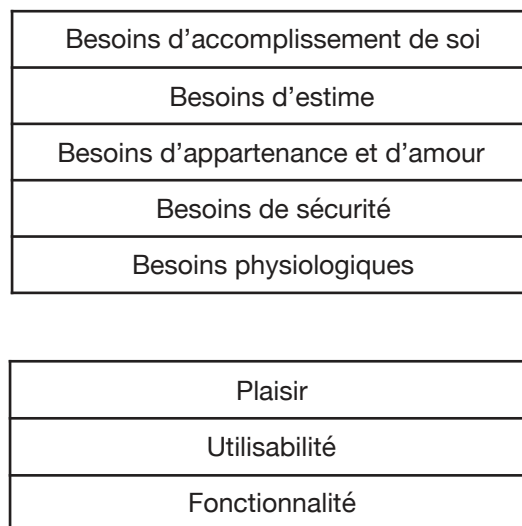 Besoins d’accomplissement de soi
Besoins d’estime
Besoins d’appartenance et d’amour
Besoins de sécurité
Besoins physiologiques
Plaisir
Utilisabilité
Fonctionnalité